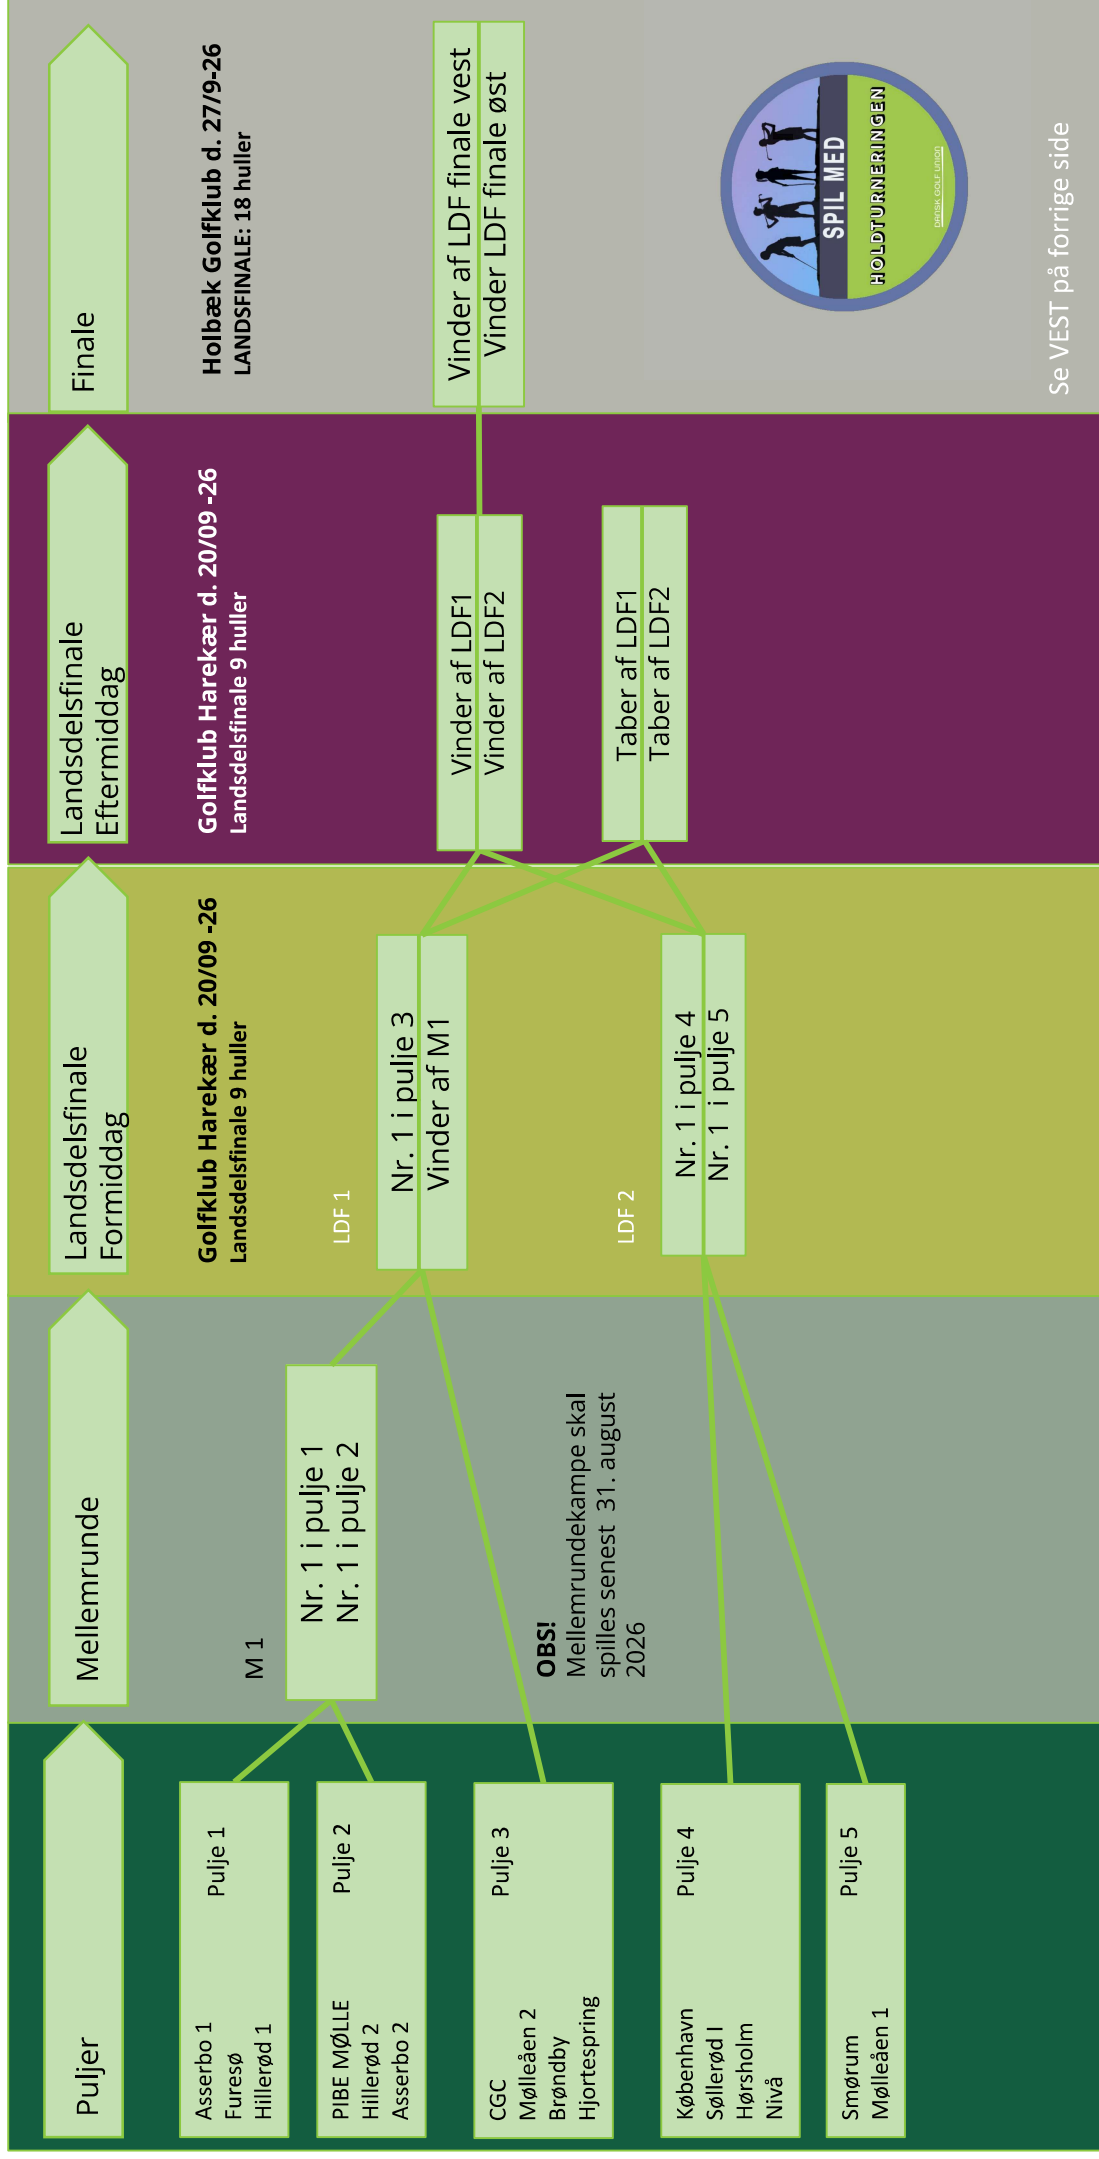 Puljer
Asserbo 1
Furesø
Hillerød 1
Pulje 1
PIBE MØLLE
Hillerød 2
Asserbo 2
Pulje 2
CGC
Mølleåen 2
Brøndby
Hjortespring
Pulje 3
København
Søllerød I
Hørsholm
Nivå
Pulje 4
Smørum
Mølleåen 1
Pulje 5
Mellemrunde
M 1
Nr. 1 i pulje 1
Nr. 1 i pulje 2
OBS!
Mellemrundekampe skal
spilles senest 31. august
2026
Landsdelsfinale
Formiddag
Golfklub Harekær d. 20/09 -26
Landsdelsfinale 9 huller
LDF 1
Nr. 1 i pulje 3
Vinder af M1
LDF 2
Nr. 1 i pulje 4
Nr. 1 i pulje 5
Landsdelsfinale
Eftermiddag
Golfklub Harekær d. 20/09 -26
Landsdelsfinale 9 huller
Vinder af LDF1
Vinder af LDF2
Taber af LDF1
Taber af LDF2
Finale
Holbæk Golfklub d. 27/9-26
LANDSFINALE: 18 huller
Vinder af LDF finale vest
Vinder LDF finale øst
SPIL MED
HOLDTURNERINGEN
DANSK GOLF UNION
Se VEST på forrige side